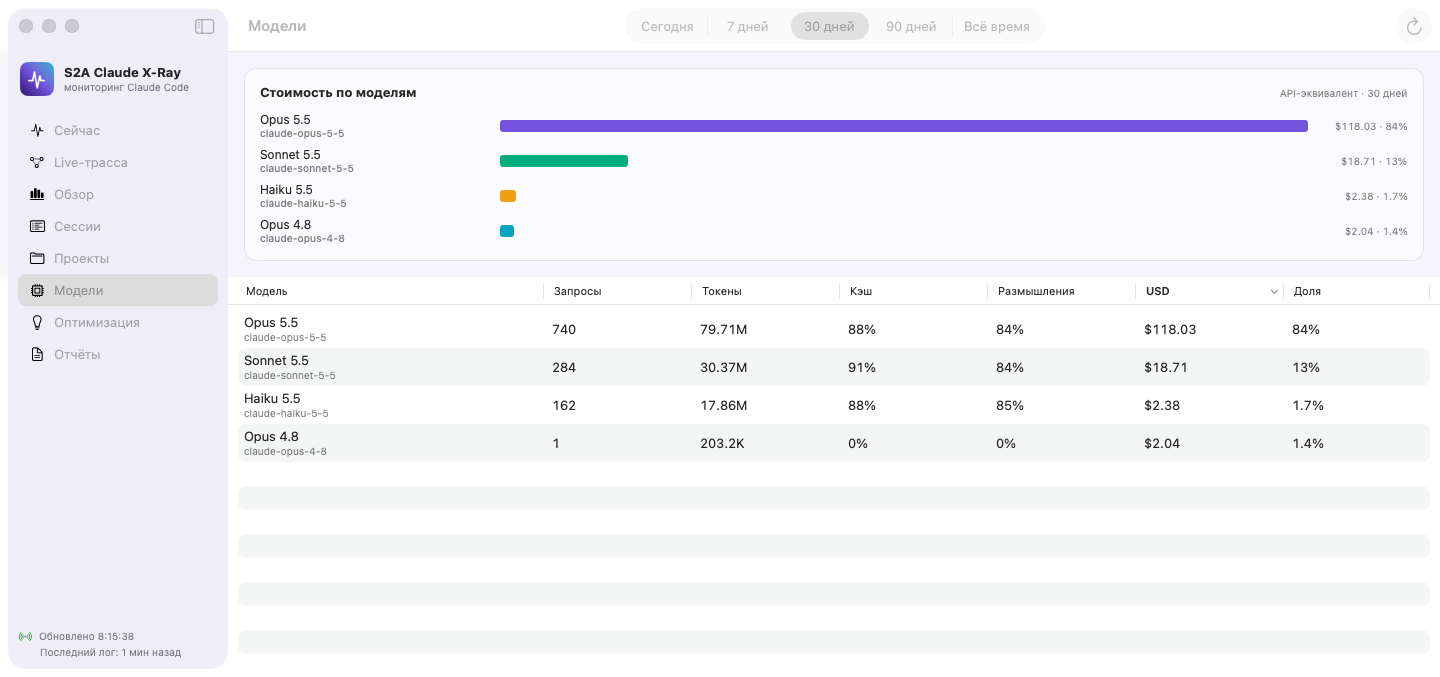 Модели
Сегодня 7 дней 30 дней 90 дней Всё время
S2A Claude X-Ray
мониторинг Claude Code
Сейчас
Live-трасса
Обзор
Сессии
Проекты
Модели
Оптимизация
Отчёты
Обновлено 8:15:38
Последний лог: 1 мин назад
Стоимость по моделям
API-эквивалент · 30 дней
Opus 5.5
claude-opus-5-5
$118.03 · 84%
Sonnet 5.5
claude-sonnet-5-5
$18.71 · 13%
Haiku 5.5
claude-haiku-5-5
$2.38 · 1.7%
Opus 4.8
claude-opus-4-8
$2.04 · 1.4%
Модель Запросы Токены Кэш Размышления USD Доля
Opus 5.5
claude-opus-5-5
740 79.71M 88% 84% $118.03 84%
Sonnet 5.5
claude-sonnet-5-5
284 30.37M 91% 84% $18.71 13%
Haiku 5.5
claude-haiku-5-5
162 17.86M 88% 85% $2.38 1.7%
Opus 4.8
claude-opus-4-8
1 203.2K 0% 0% $2.04 1.4%